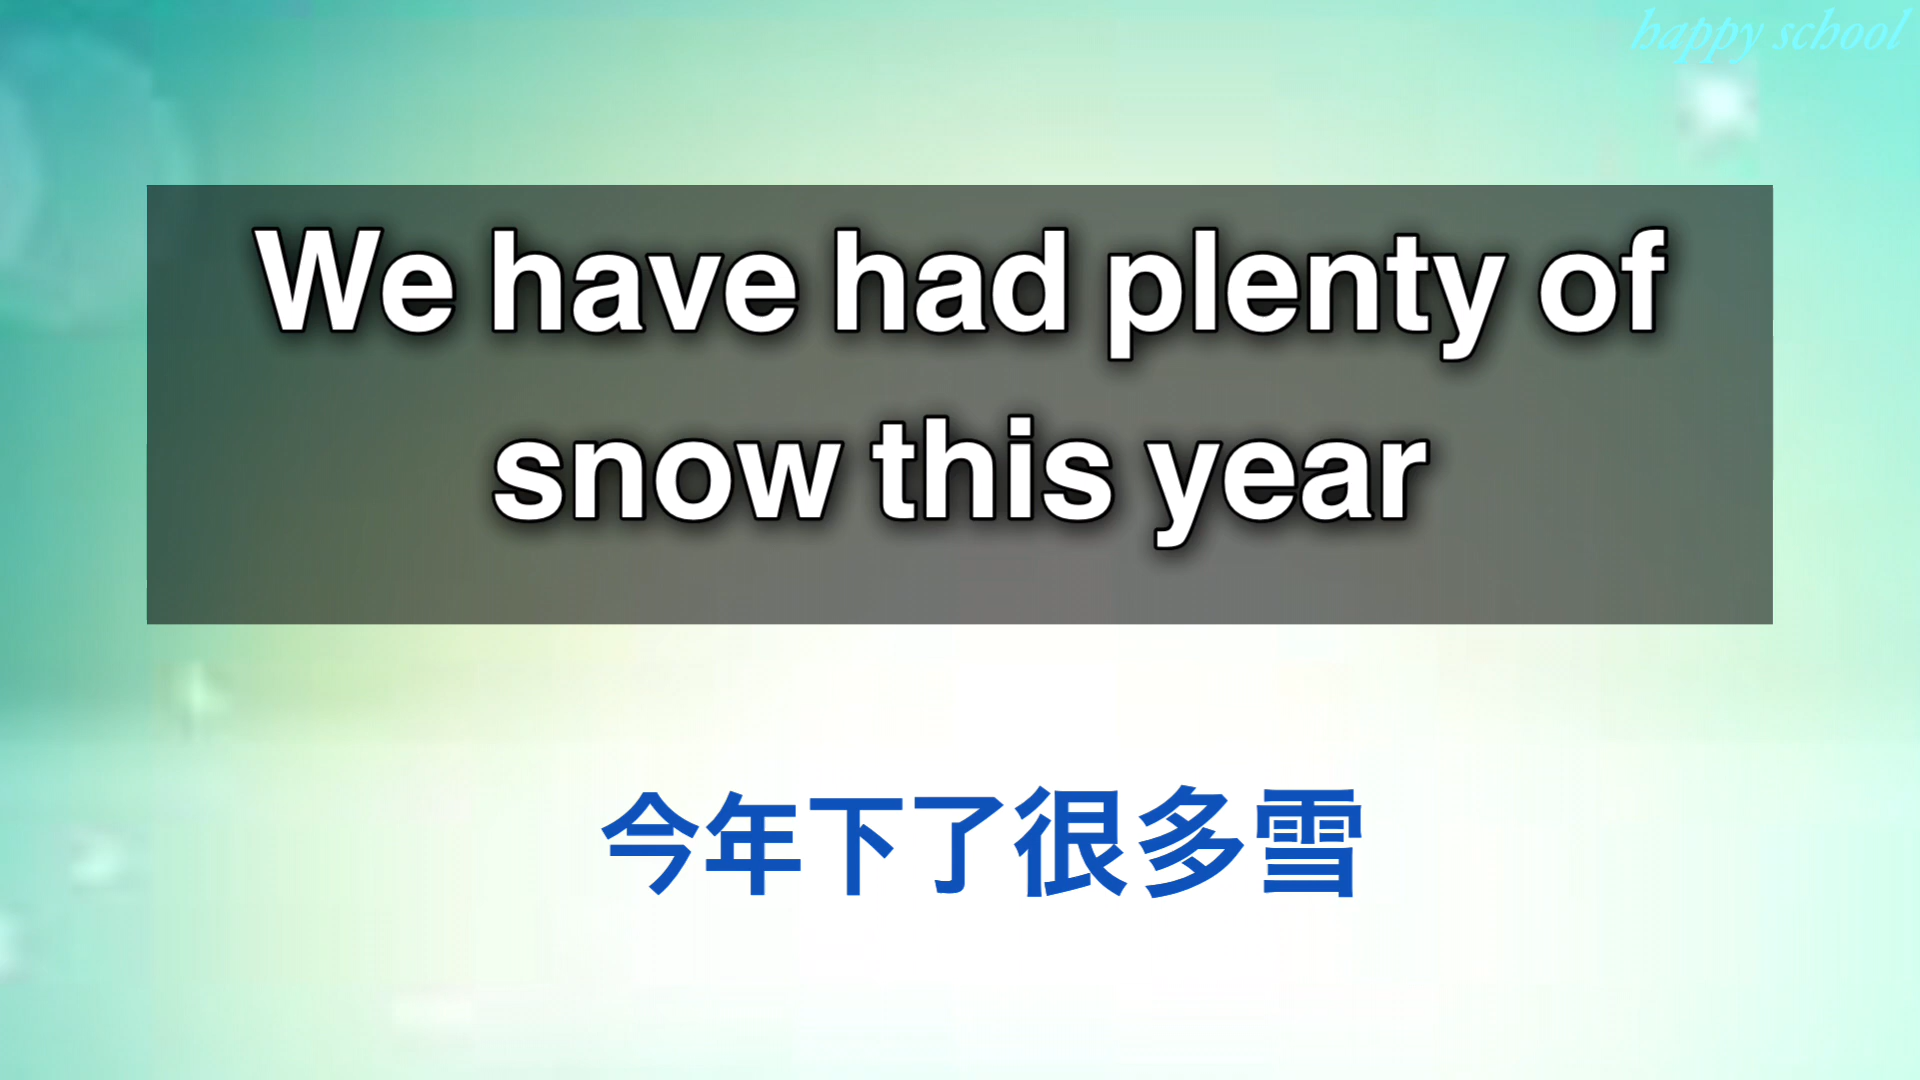 happy school
We have had plenty of
snow this year
今年下了很多雪